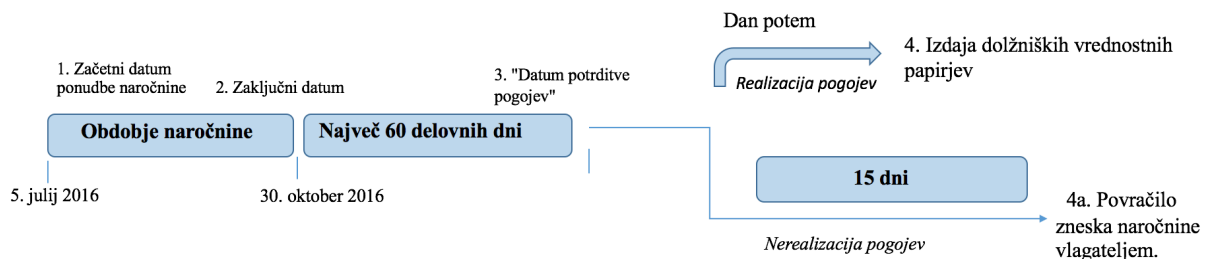 1. Začetni datum
ponudbe naročnine
2. Zaključni datum
3. "Datum potrditve
pogojev"
Obdobje naročnine
Največ 60 delovnih dni
5. julij 2016
30. oktober 2016
Dan potem
Realizacija pogojev
4. Izdaja dolžniških vrednostnih
papirjev
15 dni
Nerealizacija pogojev
4a. Povračilo
zneska naročnine
vlagateljem.